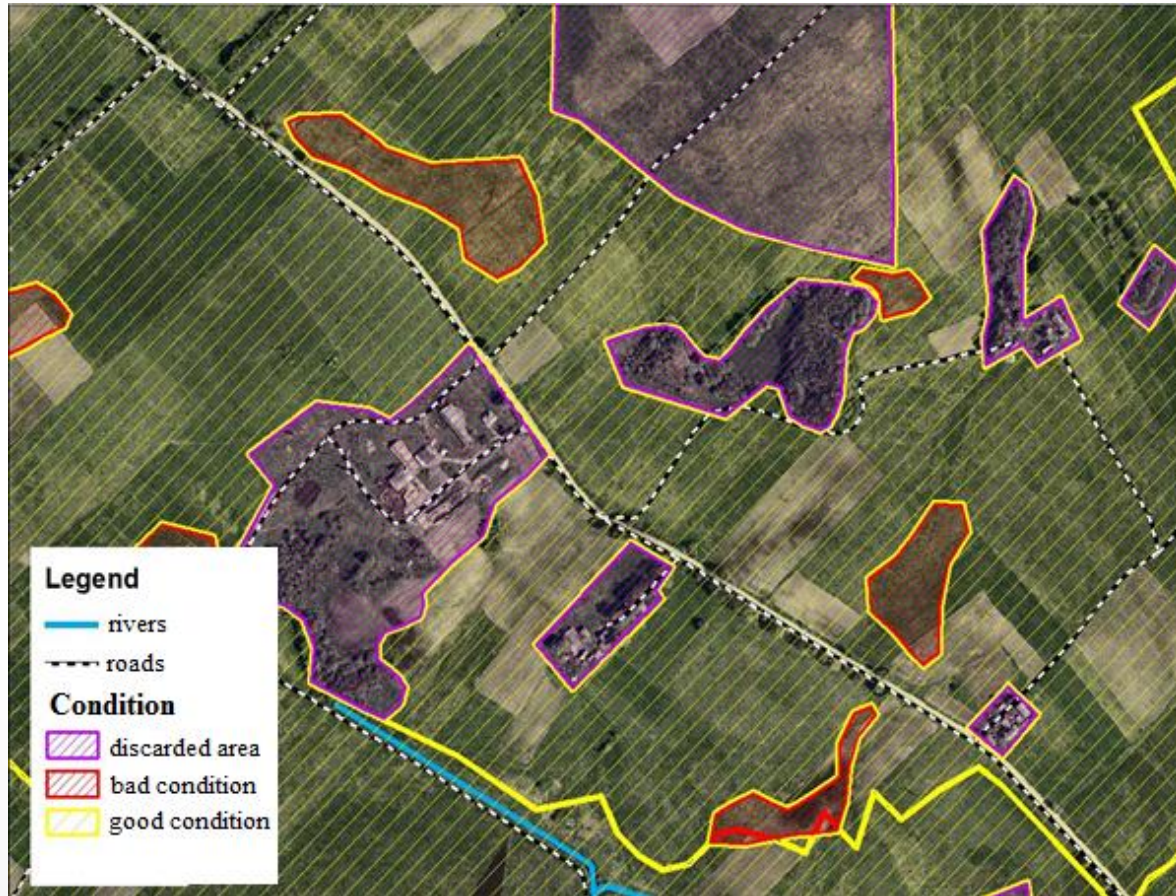 Legend
rivers
roads
Condition
discarded area
bad condition
good condition